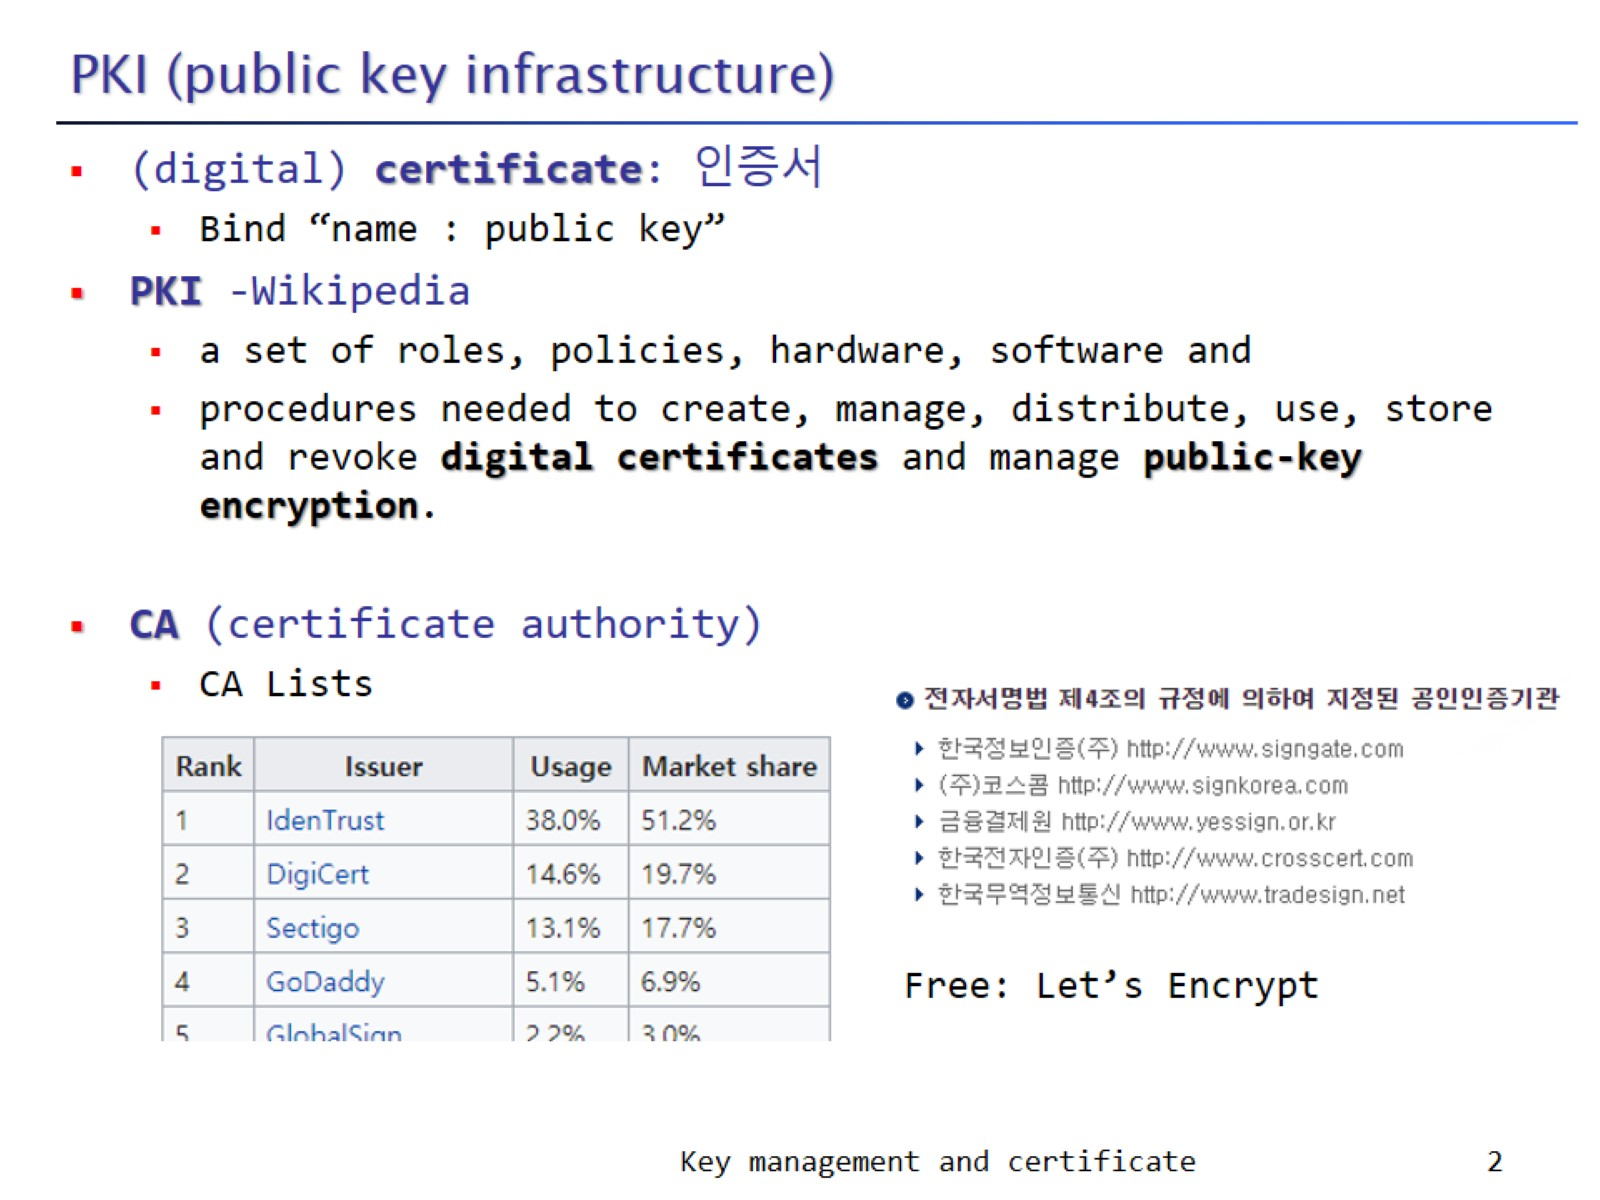 PKI (public key infrastructure)
(digital) certificate: 인증서
Bind “name : public key”
PKI -Wikipedia
a set of roles, policies, hardware, software and
procedures needed to create, manage, distribute, use, store
and revoke digital certificates and manage public-key
encryption.
CA (certificate authority)
CA Lists
Rank Issuer Usage Market share
1 IdenTrust 38.0% 51.2%
2 DigiCert 14.6% 19.7%
3 Sectigo 13.1% 17.7%
4 GoDaddy 5.1% 6.9%
5 GlobalSign 2.2% 3.0%
전자서명법 제4조의 규정에 의하여 지정된 공인인증기관
한국정보인증(주) http://www.signgate.com
(주)코스콤 http://www.signkorea.com
금융결제원 http://www.yessign.or.kr
한국전자인증(주) http://www.crosscert.com
한국무역정보통신 http://www.tradesign.net
Free: Let’s Encrypt
Key management and certificate 2